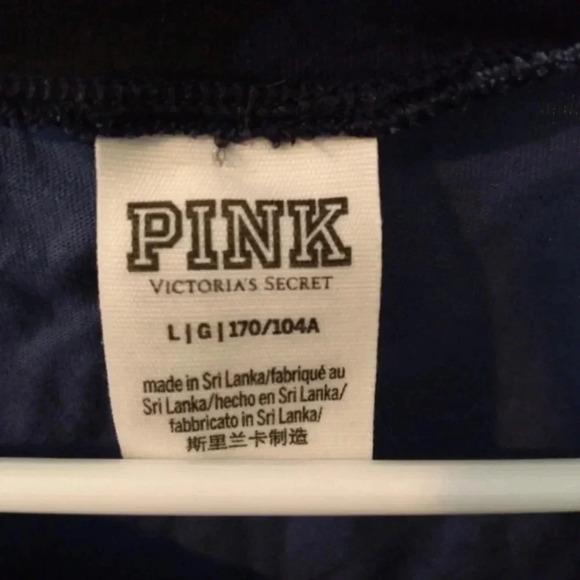 PINK
VICTORIA'S SECRET
L | G | 170/104A
made in Sri Lanka/fabriqué au
Sri Lanka/hecho en Sri Lanka/
fabbricato in Sri Lanka/
斯里兰卡制造